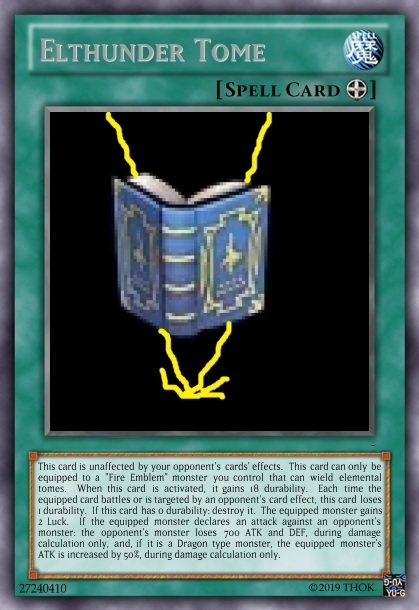 Elthunder Tome
魔
[Spell Card ]
This card is unaffected by your opponent's cards' effects. This card can only be
equipped to a "Fire Emblem" monster you control that can wield elemental
tomes. When this card is activated, it gains 18 durability. Each time the
equipped card battles or is targeted by an opponent's card effect, this card loses
1 durability. If this card has 0 durability: destroy it. The equipped monster gains
2 Luck. If the equipped monster declares an attack against an opponent's
monster: the opponent's monster loses 700 ATK and DEF, during damage
calculation only, and, if it is a Dragon type monster, the equipped monster's
ATK is increased by 50%, during damage calculation only.
27240410
©2019 THOK